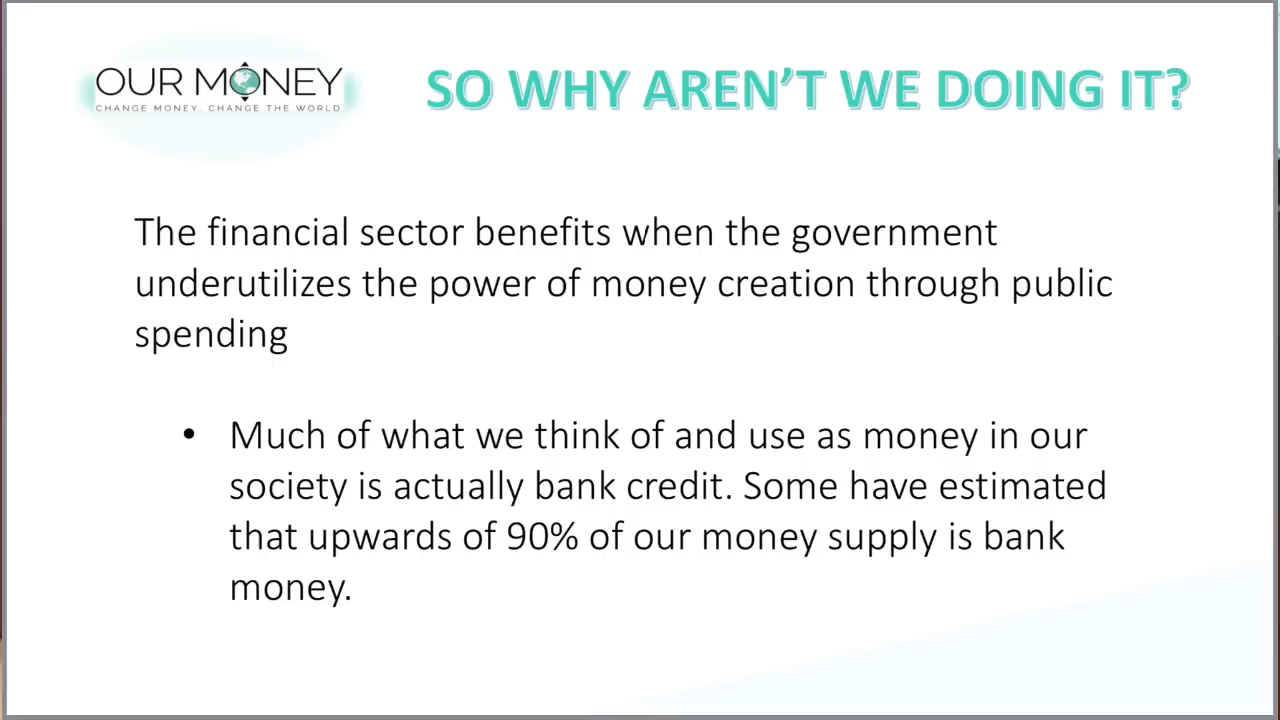 OUR MONEY
CHANGE MONEY. CHANGE THE WORLD
SO WHY AREN’T WE DOING IT?
The financial sector benefits when the government
underutilizes the power of money creation through public
spending
• Much of what we think of and use as money in our
society is actually bank credit. Some have estimated
that upwards of 90% of our money supply is bank
money.